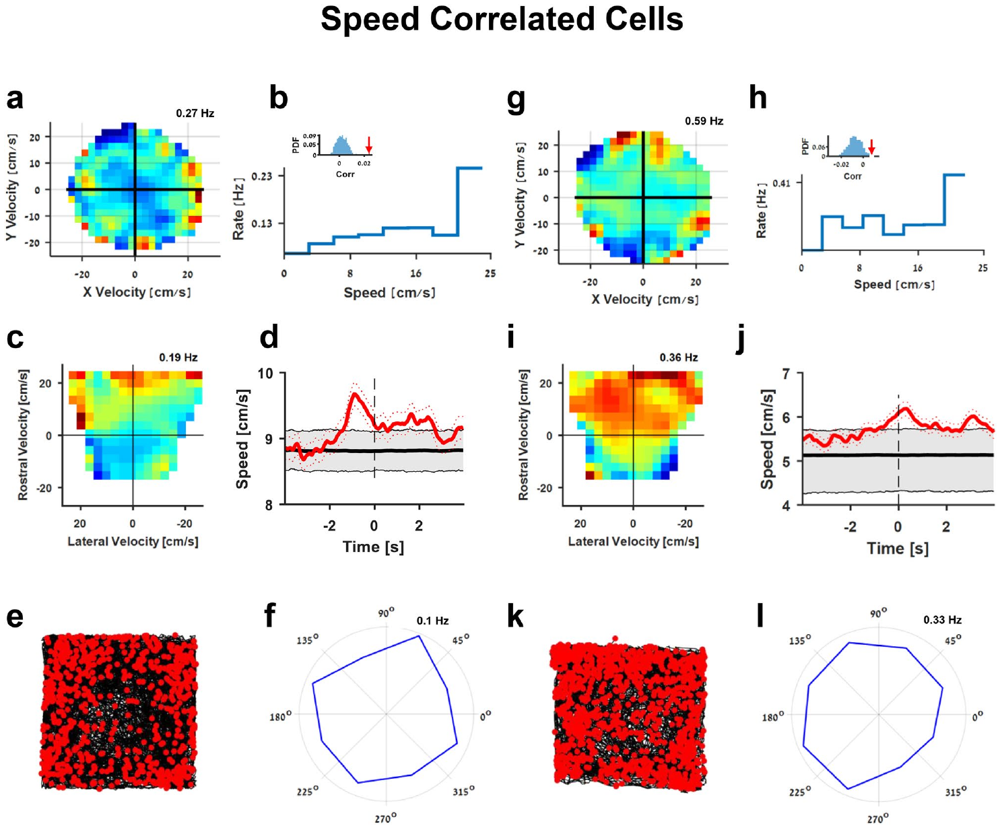 Speed Correlated Cells
a
0.27 Hz
Y Velocity [cm/s]
20
10
0
-10
-20
-20 0 20
X Velocity [cm/s]
b
PDF
0.09
0.05
0
0 0.02
Corr
Rate [Hz]
0.23
0.13
0 8 16 25
Speed [cm/s]
g
0.59 Hz
Y Velocity [cm/s]
20
10
0
-10
-20
-20 0 20
X Velocity [cm/s]
h
PDF
0.06
0
-0.02 0
Corr
Rate [Hz]
0.41
0 8 16 25
Speed [cm/s]
c
0.19 Hz
Rostral Velocity [cm/s]
20
0
-20
20 0 -20
Lateral Velocity [cm/s]
d
Speed [cm/s]
10
9
8
-2 0 2
Time [s]
i
0.36 Hz
Rostral Velocity [cm/s]
20
0
-20
20 0 -20
Lateral Velocity [cm/s]
j
Speed [cm/s]
7
6
5
4
-2 0 2
Time [s]
e
f
0.1 Hz
90°
135° 45°
180° 0°
225° 315°
270°
k
l
0.33 Hz
90°
135° 45°
180° 0°
225° 315°
270°